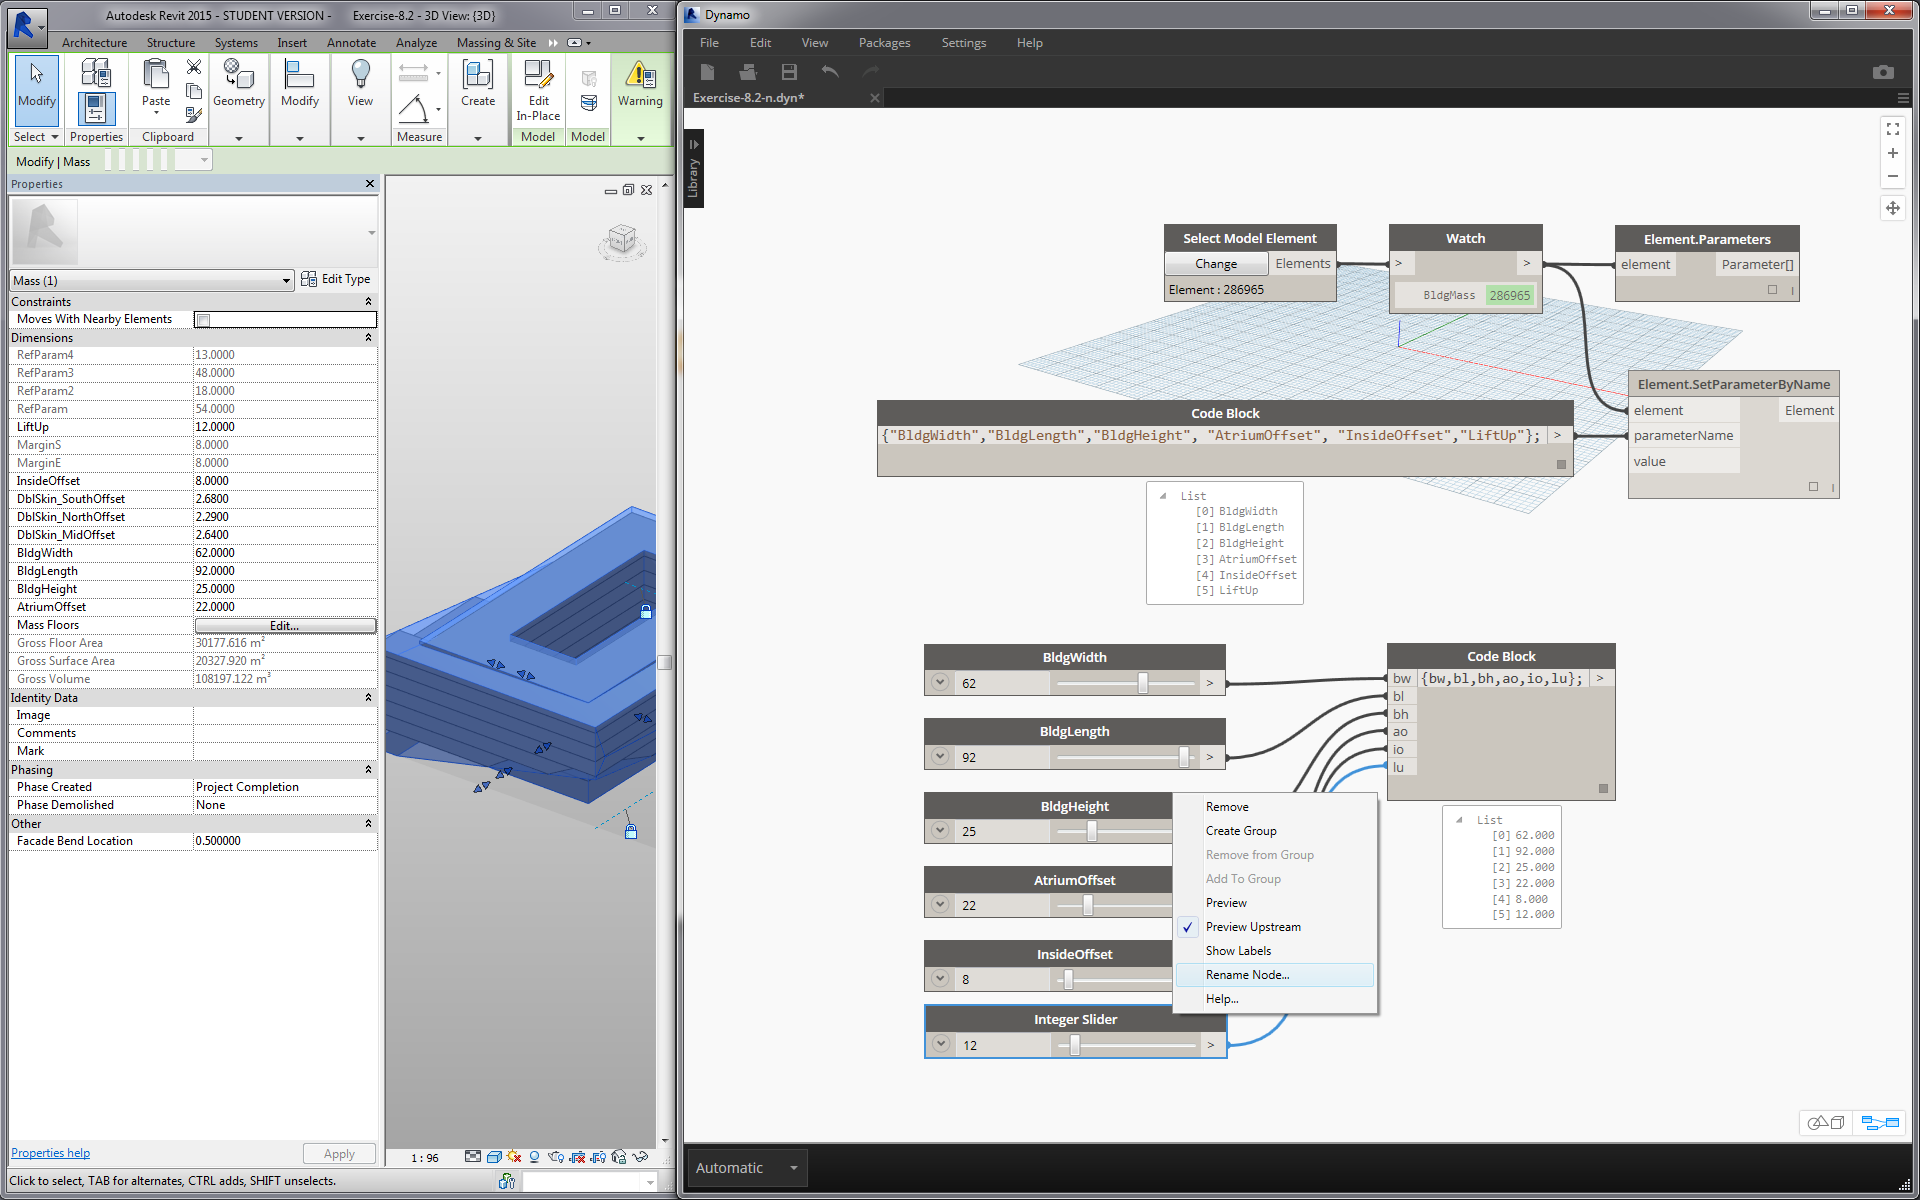 Autodesk Revit 2015 - STUDENT VERSION - Exercise-8.2 - 3D View: {3D}
Architecture Structure Systems Insert Annotate Analyze Massing & Site
Modify Paste Geometry Modify View Create Edit In-Place Warning
Select Properties Clipboard Measure Model Model
Modify | Mass
Properties
Mass (1) Edit Type
Constraints
Moves With Nearby Elements
Dimensions
RefParam4 13.0000
RefParam3 48.0000
RefParam2 18.0000
RefParam 54.0000
LiftUp 12.0000
MarginS 8.0000
MarginE 8.0000
InsideOffset 8.0000
DblSkin_SouthOffset 2.6800
DblSkin_NorthOffset 2.2900
DblSkin_MidOffset 2.6400
BldgWidth 62.0000
BldgLength 92.0000
BldgHeight 25.0000
AtriumOffset 22.0000
Mass Floors Edit...
Gross Floor Area 30177.616 m²
Gross Surface Area 20327.920 m²
Gross Volume 108197.122 m³
Identity Data
Image
Comments
Mark
Phasing
Phase Created Project Completion
Phase Demolished None
Other
Facade Bend Location 0.500000
Properties help Apply
1 : 96
Click to select, TAB for alternates, CTRL adds, SHIFT unselects.
Dynamo
File Edit View Packages Settings Help
Exercise-8.2-n.dyn*
Library
Select Model Element
Change Elements
Element : 286965
Watch
> >
BldgMass 286965
Element.Parameters
element Parameter[]
Element.SetParameterByName
element Element
parameterName
value
Code Block
{"BldgWidth","BldgLength","BldgHeight", "AtriumOffset", "InsideOffset","LiftUp"}; >
List
[0] BldgWidth
[1] BldgLength
[2] BldgHeight
[3] AtriumOffset
[4] InsideOffset
[5] LiftUp
BldgWidth
62 >
BldgLength
92 >
BldgHeight
25
AtriumOffset
22
InsideOffset
8
Integer Slider
12 >
Remove
Create Group
Remove from Group
Add To Group
Preview
Preview Upstream
Show Labels
Rename Node...
Help...
Code Block
bw {bw,bl,bh,ao,io,lu}; >
bl
bh
ao
io
lu
List
[0] 62.000
[1] 92.000
[2] 25.000
[3] 22.000
[4] 8.000
[5] 12.000
Automatic